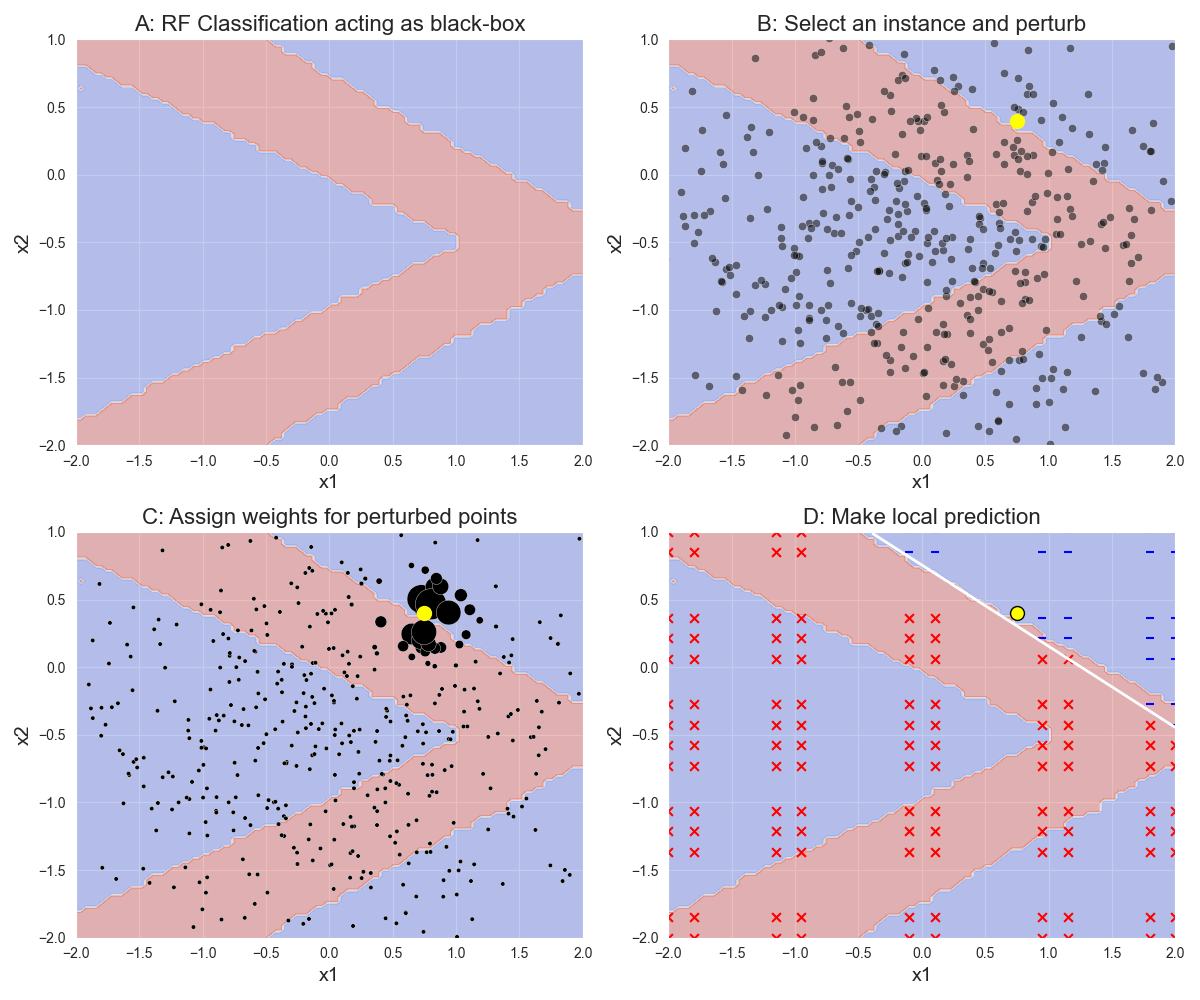 A: RF Classification acting as black-box
1.0
0.5
0.0
−0.5
−1.0
−1.5
−2.0
x2
−2.0 −1.5 −1.0 −0.5 0.0 0.5 1.0 1.5 2.0
x1
B: Select an instance and perturb
1.0
0.5
0.0
−0.5
−1.0
−1.5
−2.0
x2
−2.0 −1.5 −1.0 −0.5 0.0 0.5 1.0 1.5 2.0
x1
C: Assign weights for perturbed points
1.0
0.5
0.0
−0.5
−1.0
−1.5
−2.0
x2
−2.0 −1.5 −1.0 −0.5 0.0 0.5 1.0 1.5 2.0
x1
D: Make local prediction
1.0
0.5
0.0
−0.5
−1.0
−1.5
−2.0
x2
−2.0 −1.5 −1.0 −0.5 0.0 0.5 1.0 1.5 2.0
x1